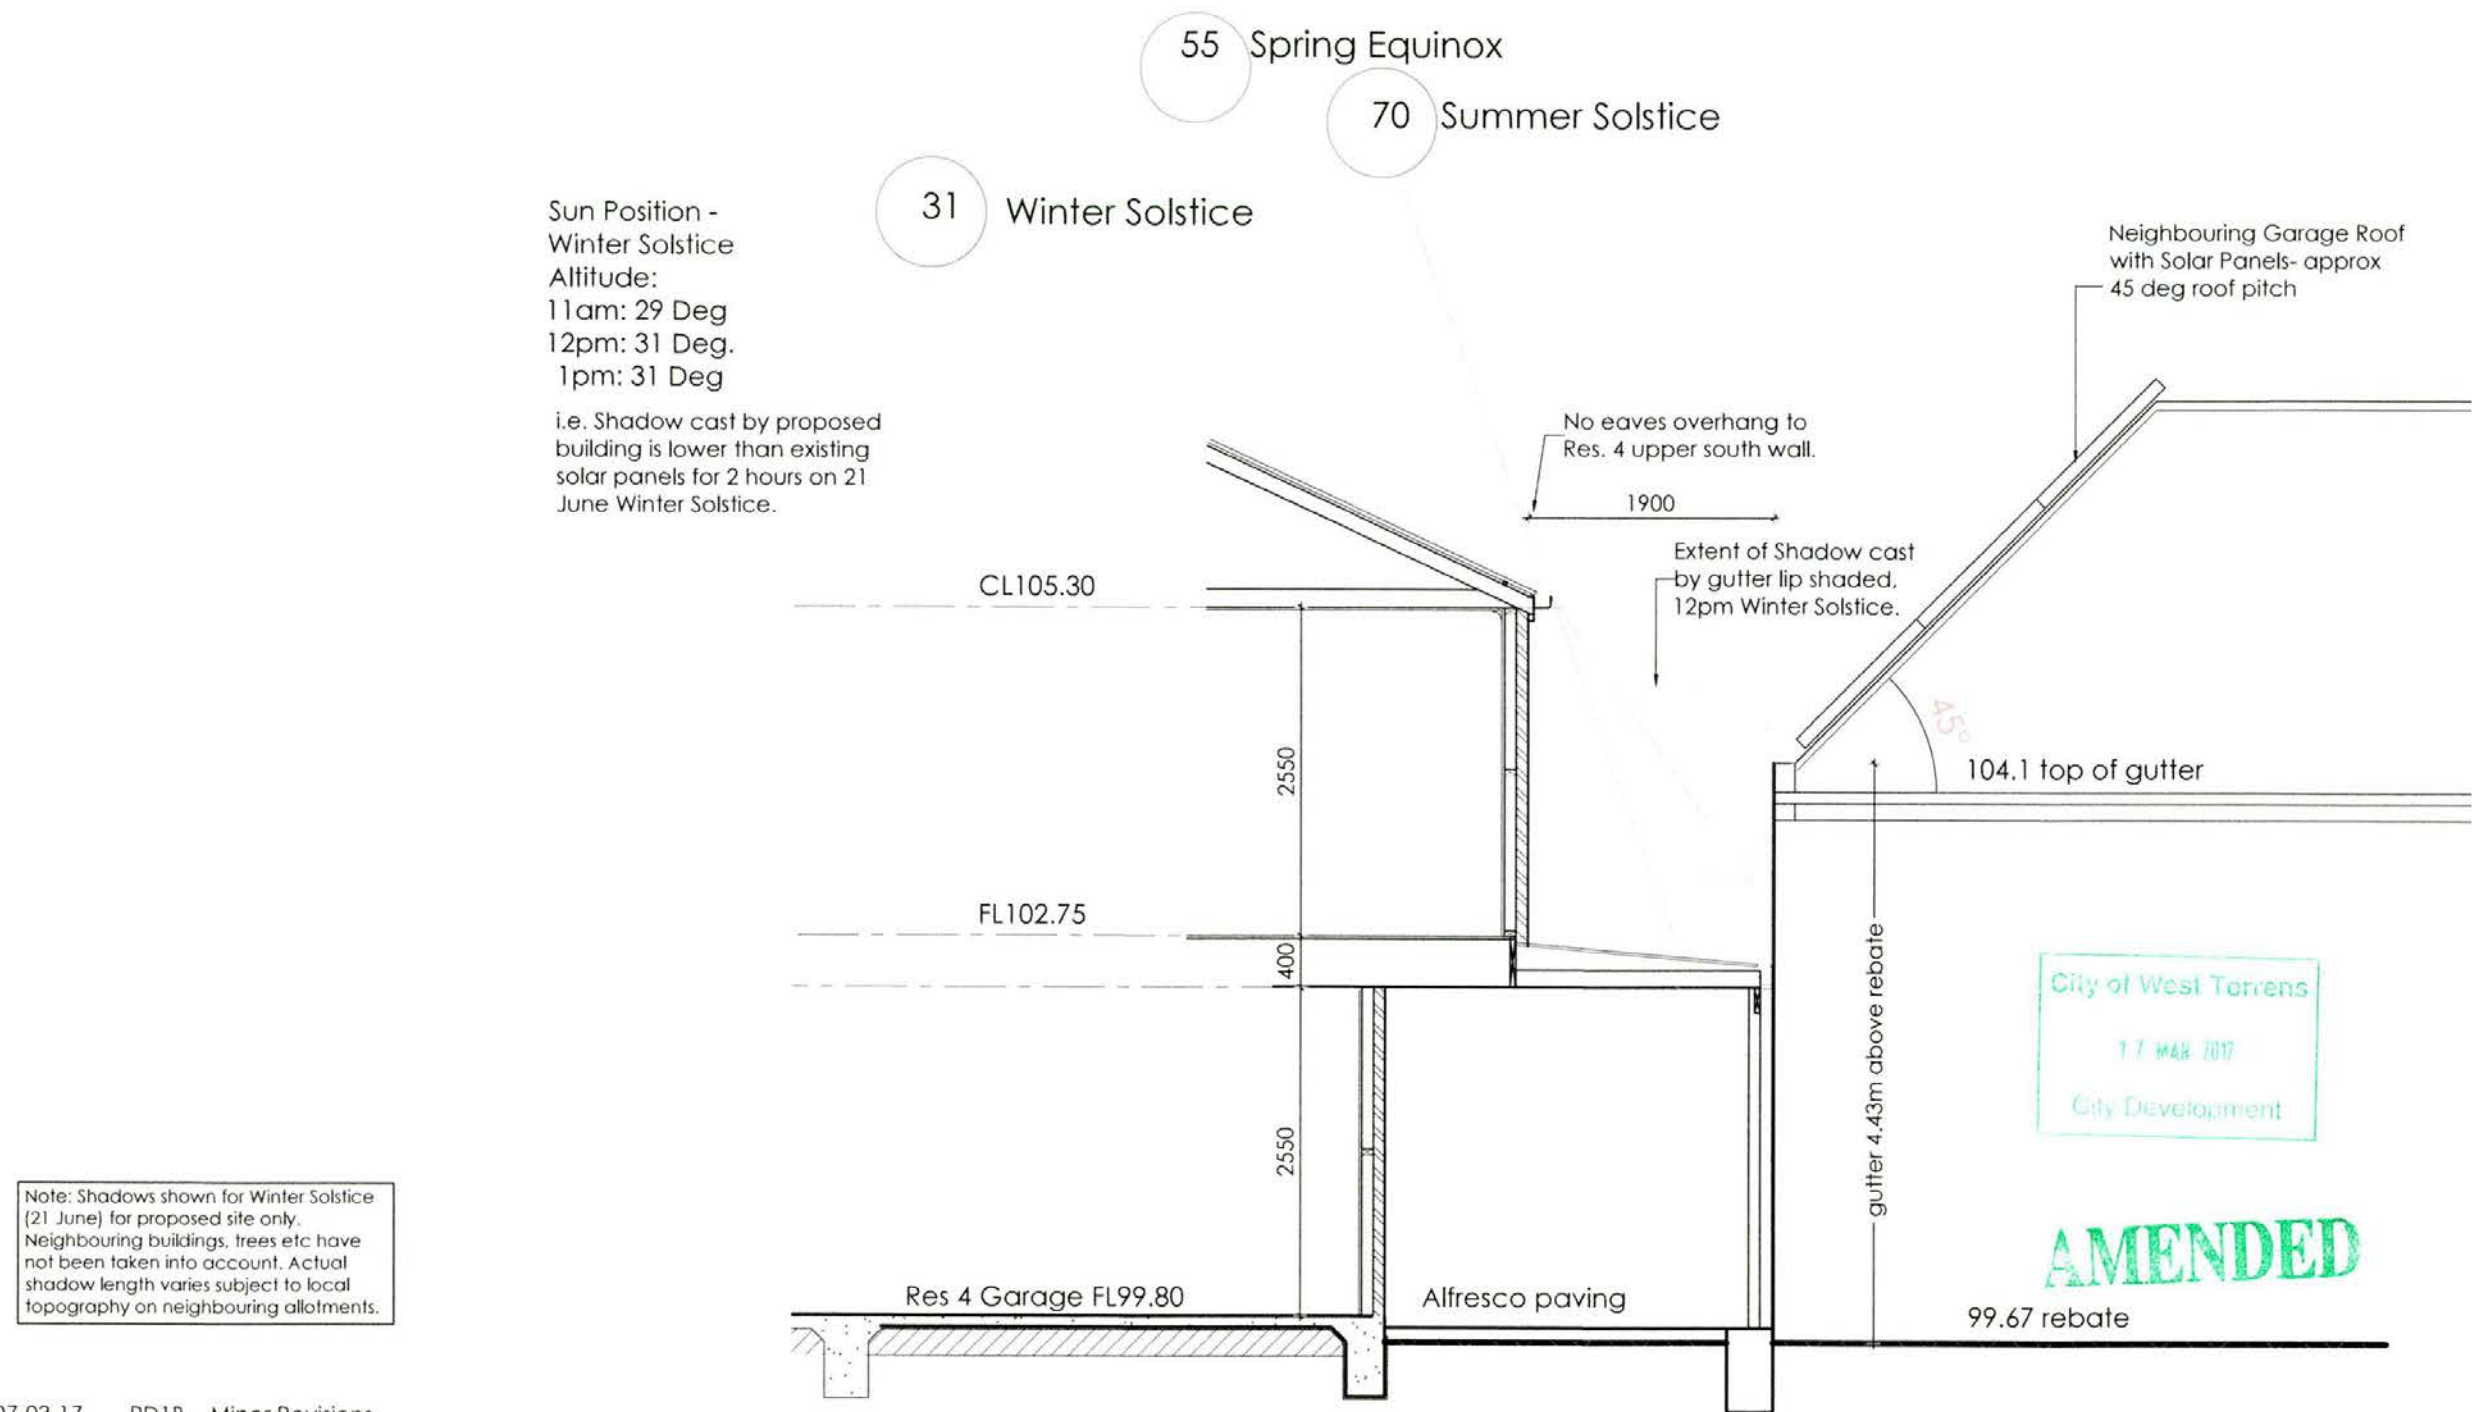 55 Spring Equinox
70 Summer Solstice
31 Winter Solstice
Sun Position -
Winter Solstice
Altitude:
11am: 29 Deg
12pm: 31 Deg.
1pm: 31 Deg
i.e. Shadow cast by proposed
building is lower than existing
solar panels for 2 hours on 21
June Winter Solstice.
Neighbouring Garage Roof
with Solar Panels- approx
45 deg roof pitch
No eaves overhang to
Res. 4 upper south wall.
1900
Extent of Shadow cast
by gutter lip shaded,
12pm Winter Solstice.
CL105.30
45°
2550
104.1 top of gutter
FL102.75
400
gutter 4.43m above rebate
City of West Torrens
17 MAR 2017
City Development
2550
AMENDED
Note: Shadows shown for Winter Solstice
(21 June) for proposed site only.
Neighbouring buildings, trees etc have
not been taken into account. Actual
shadow length varies subject to local
topography on neighbouring allotments.
Res 4 Garage FL99.80
Alfresco paving
99.67 rebate
Minor Revisions